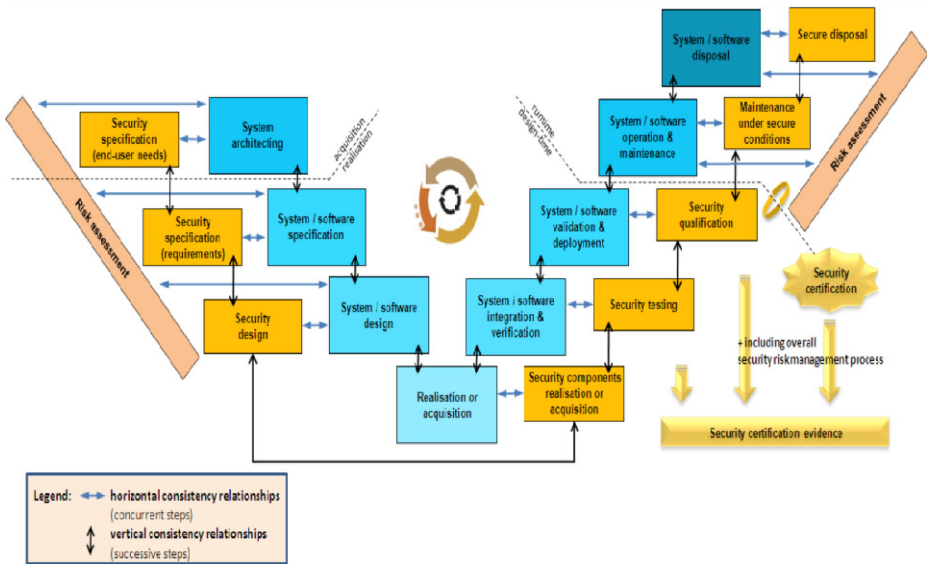 System / software
disposal
Secure disposal
Security
specification
(end-user needs)
System
architecting
acquisition
realisation
runtime
design-time
System / software
operation &
maintenance
Maintenance
under secure
conditions
Risk assessment
Risk assessment
Security
specification
(requirements)
System / software
specification
System / software
validation &
deployment
Security
qualification
Security
design
System / software
design
System / software
integration &
verification
Security testing
Security
certification
+ including overall
security riskmanagement process
Realisation or
acquisition
Security components
realisation or
acquisition
Security certification evidence
Legend:
horizontal consistency relationships
(concurrent steps)
vertical consistency relationships
(successive steps)